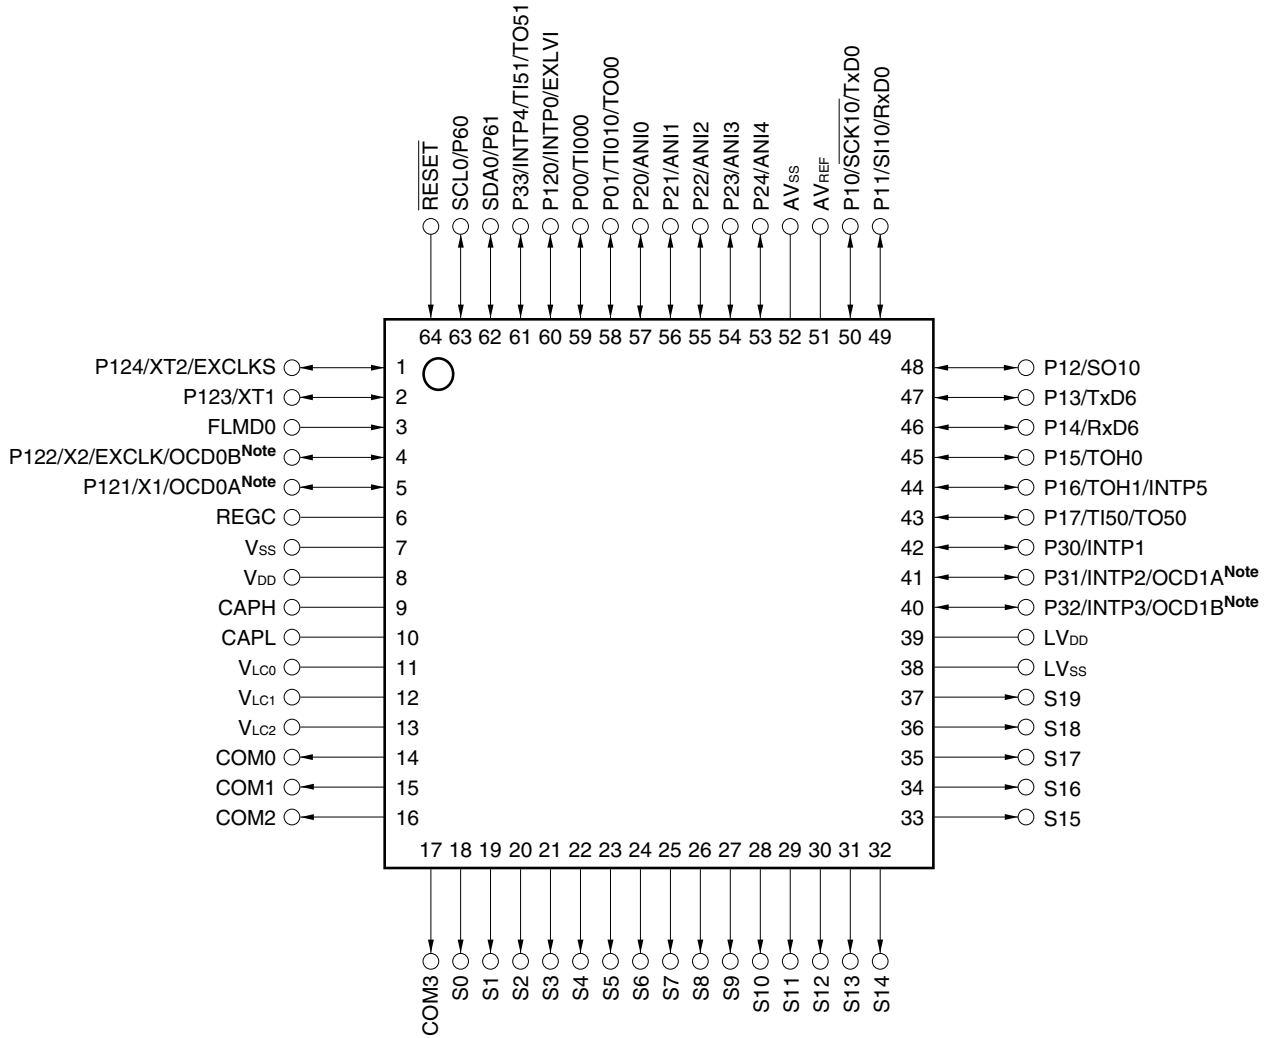 RESET
SCL0/P60
SDA0/P61
P33/INTP4/TI51/TO51
P120/INTP0/EXLVI
P00/TI000
P01/TI010/TO00
P20/ANI0
P21/ANI1
P22/ANI2
P23/ANI3
P24/ANI4
AVSS
AVREF
P10/SCK10/TxD0
P11/SI10/RxD0
64 63 62 61 60 59 58 57 56 55 54 53 52 51 50 49
P124/XT2/EXCLKS 1
P123/XT1 2
FLMD0 3
P122/X2/EXCLK/OCD0BNote 4
P121/X1/OCD0ANote 5
REGC 6
VSS 7
VDD 8
CAPH 9
CAPL 10
VLC0 11
VLC1 12
VLC2 13
COM0 14
COM1 15
COM2 16
48 P12/SO10
47 P13/TxD6
46 P14/RxD6
45 P15/TOH0
44 P16/TOH1/INTP5
43 P17/TI50/TO50
42 P30/INTP1
41 P31/INTP2/OCD1ANote
40 P32/INTP3/OCD1BNote
39 LVDD
38 LVSS
37 S19
36 S18
35 S17
34 S16
33 S15
17 18 19 20 21 22 23 24 25 26 27 28 29 30 31 32
COM3
S0
S1
S2
S3
S4
S5
S6
S7
S8
S9
S10
S11
S12
S13
S14